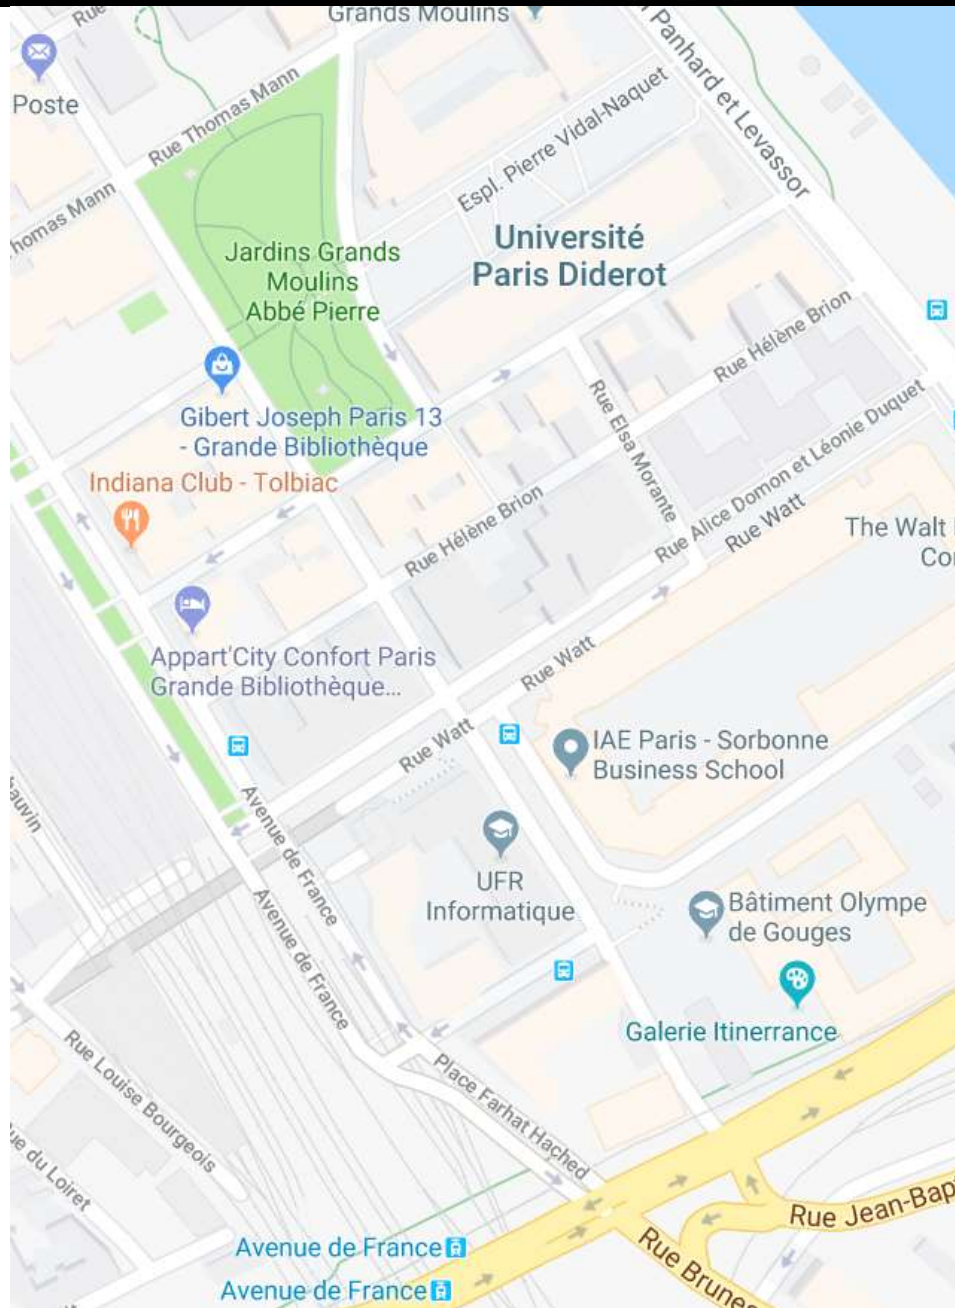 Grands Moulins
Rue
Panhard et Levassor
Poste
Rue Thomas Mann
Espl. Pierre Vidal-Naquet
homas Mann
Université
Paris Diderot
Jardins Grands
Moulins
Abbé Pierre
Rue Hélène Brion
Gibert Joseph Paris 13
- Grande Bibliothèque
Rue Elsa Morante
Rue Alice Domon et Léonie Duquet
Indiana Club - Tolbiac
Rue Hélène Brion
Rue Watt
The Walt
Appart'City Confort Paris
Grande Bibliothèque...
Rue Watt
Rue Watt
IAE Paris - Sorbonne
Business School
auvin
Avenue de France
UFR
Informatique
Bâtiment Olympe
de Gouges
Avenue de France
Galerie Itinerrance
Rue Louise Bourgeois
Place Farhat Hached
ue du Loiret
Rue Jean-Bap
Avenue de France
Rue Brunes
Avenue de France